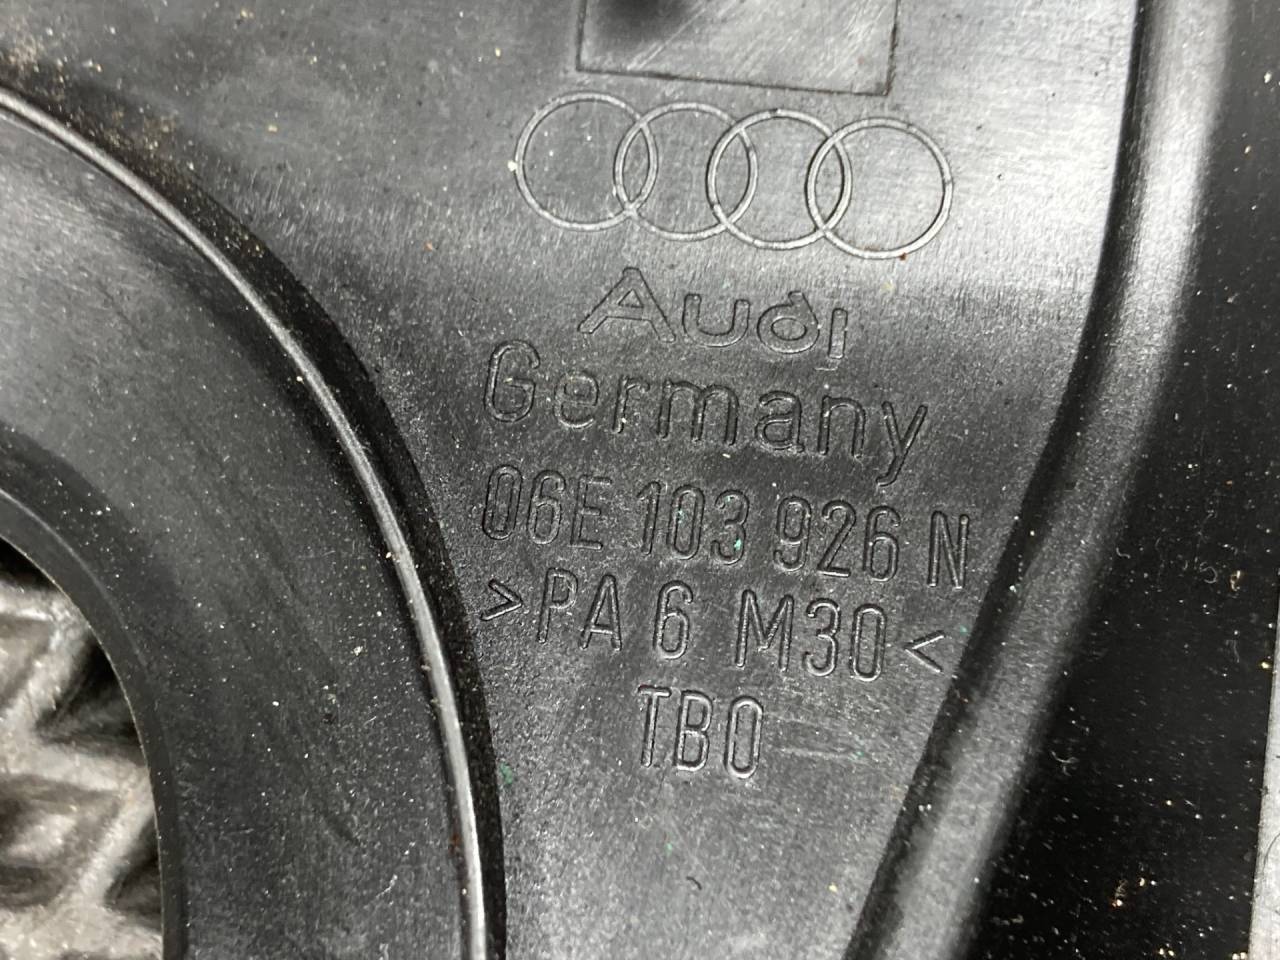 Audi
Germany
06E 103 926 N
>PA 6 M30<
TBO